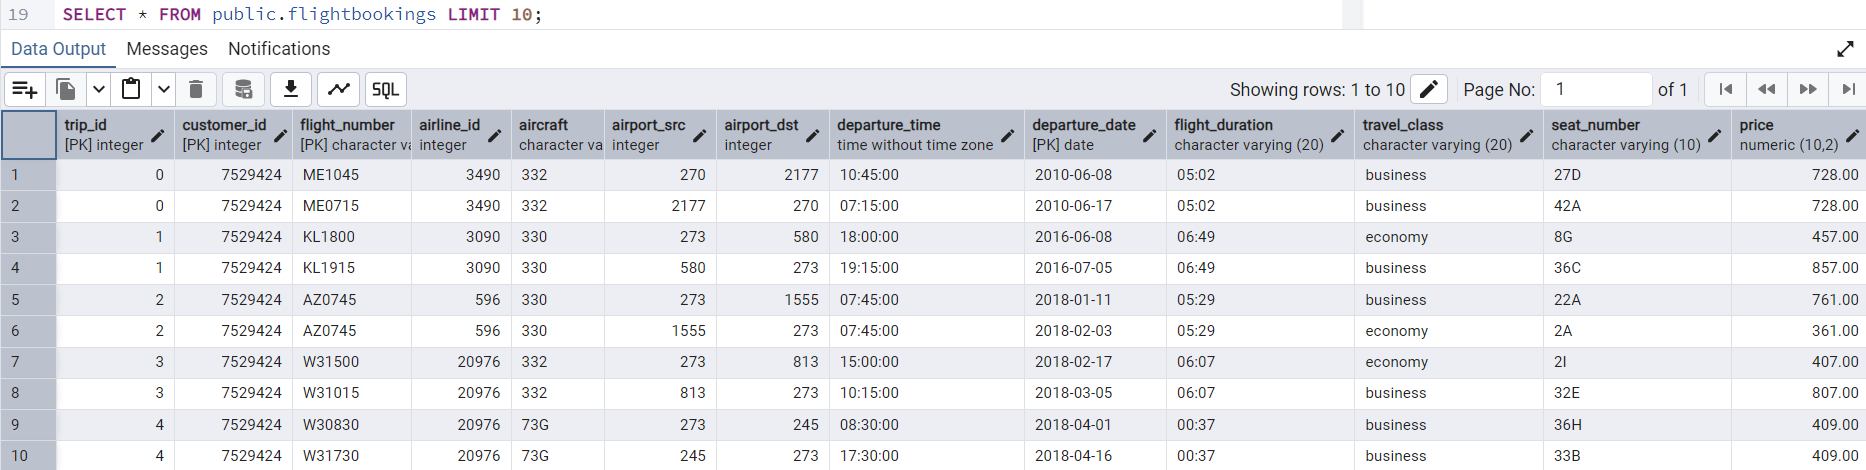 19 SELECT * FROM public.flightbookings LIMIT 10;
Data Output Messages Notifications
SQL Showing rows: 1 to 10 Page No: 1 of 1
trip_id customer_id flight_number airline_id aircraft airport_src airport_dst departure_time departure_date flight_duration travel_class seat_number price
[PK] integer [PK] integer [PK] character va integer character va integer integer time without time zone [PK] date character varying (20) character varying (20) character varying (10) numeric (10,2)
1 0 7529424 ME1045 3490 332 270 2177 10:45:00 2010-06-08 05:02 business 27D 728.00
2 0 7529424 ME0715 3490 332 2177 270 07:15:00 2010-06-17 05:02 business 42A 728.00
3 1 7529424 KL1800 3090 330 273 580 18:00:00 2016-06-08 06:49 economy 8G 457.00
4 1 7529424 KL1915 3090 330 580 273 19:15:00 2016-07-05 06:49 business 36C 857.00
5 2 7529424 AZ0745 596 330 273 1555 07:45:00 2018-01-11 05:29 business 22A 761.00
6 2 7529424 AZ0745 596 330 1555 273 07:45:00 2018-02-03 05:29 economy 2A 361.00
7 3 7529424 W31500 20976 332 273 813 15:00:00 2018-02-17 06:07 economy 2I 407.00
8 3 7529424 W31015 20976 332 813 273 10:15:00 2018-03-05 06:07 business 32E 807.00
9 4 7529424 W30830 20976 73G 273 245 08:30:00 2018-04-01 00:37 business 36H 409.00
10 4 7529424 W31730 20976 73G 245 273 17:30:00 2018-04-16 00:37 business 33B 409.00